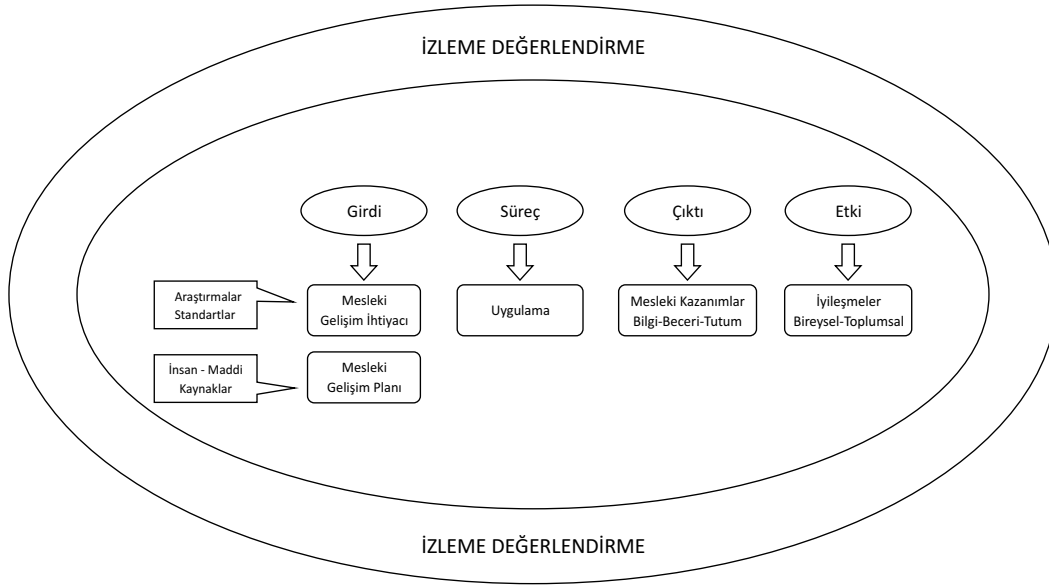 İZLEME DEĞERLENDİRME
Girdi
Süreç
Çıktı
Etki
Araştırmalar
Standartlar
Mesleki
Gelişim İhtiyacı
Uygulama
Mesleki Kazanımlar
Bilgi-Beceri-Tutum
İyileşmeler
Bireysel-Toplumsal
İnsan - Maddi
Kaynaklar
Mesleki
Gelişim Planı
İZLEME DEĞERLENDİRME